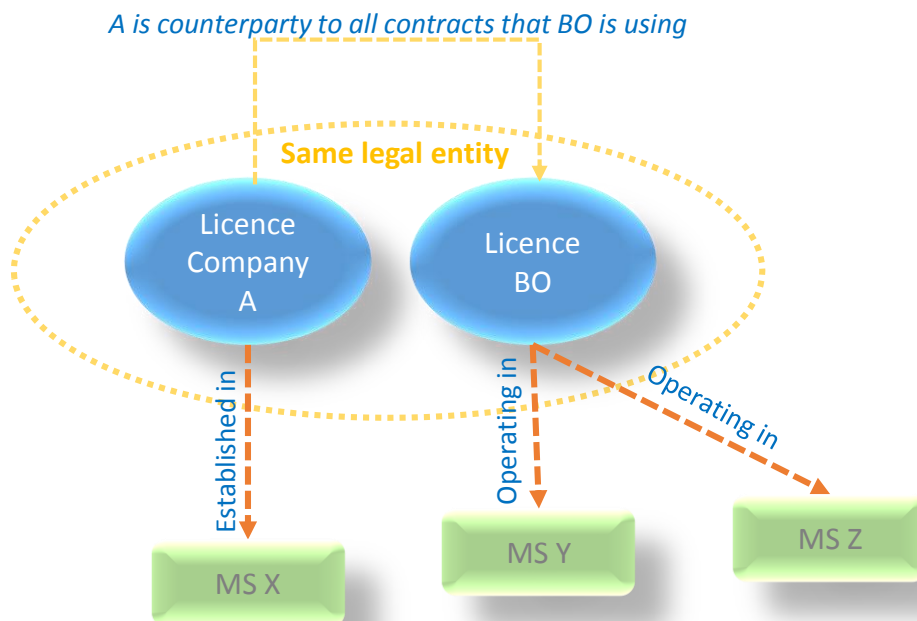 A is counterparty to all contracts that BO is using
Same legal entity
Licence
Company
A
Licence
BO
Established in
Operating in
Operating in
MS X
MS Y
MS Z